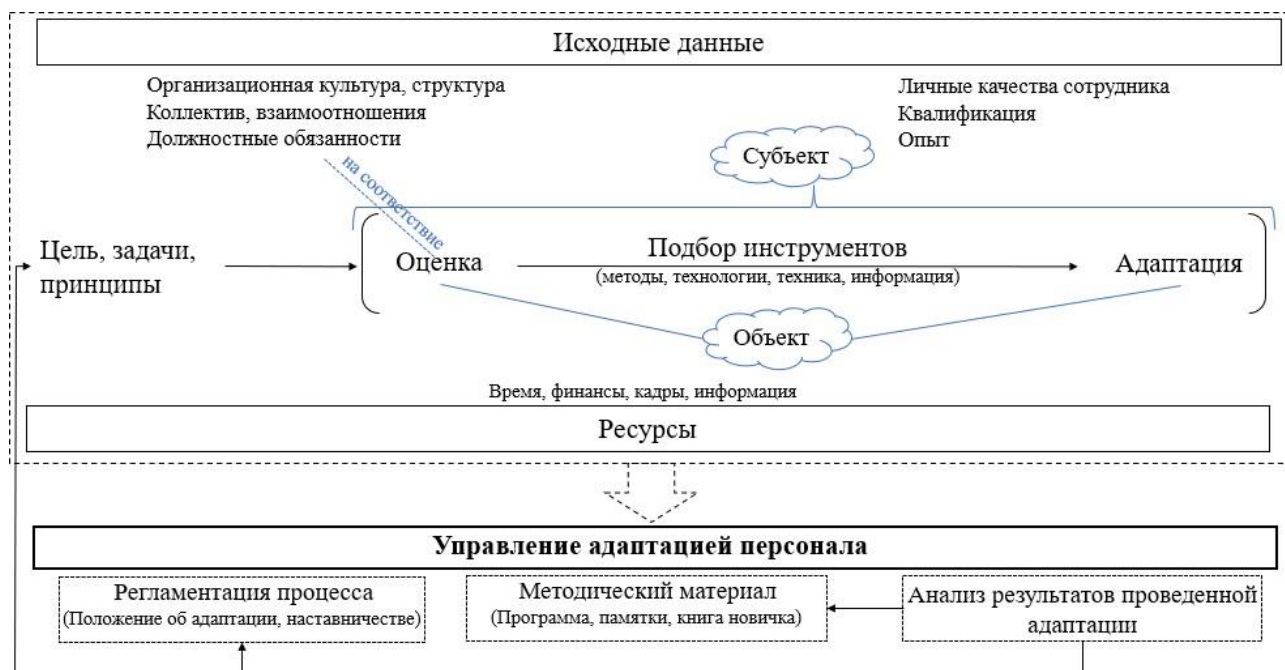 Исходные данные
Организационная культура, структура
Коллектив, взаимоотношения
Должностные обязанности
Личные качества сотрудника
Квалификация
Опыт
Субъект
на соответствие
Цель, задачи,
принципы
Оценка
Подбор инструментов
(методы, технологии, техника, информация)
Адаптация
Объект
Время, финансы, кадры, информация
Ресурсы
Управление адаптацией персонала
Регламентация процесса
(Положение об адаптации, наставничестве)
Методический материал
(Программа, памятки, книга новичка)
Анализ результатов проведенной
адаптации